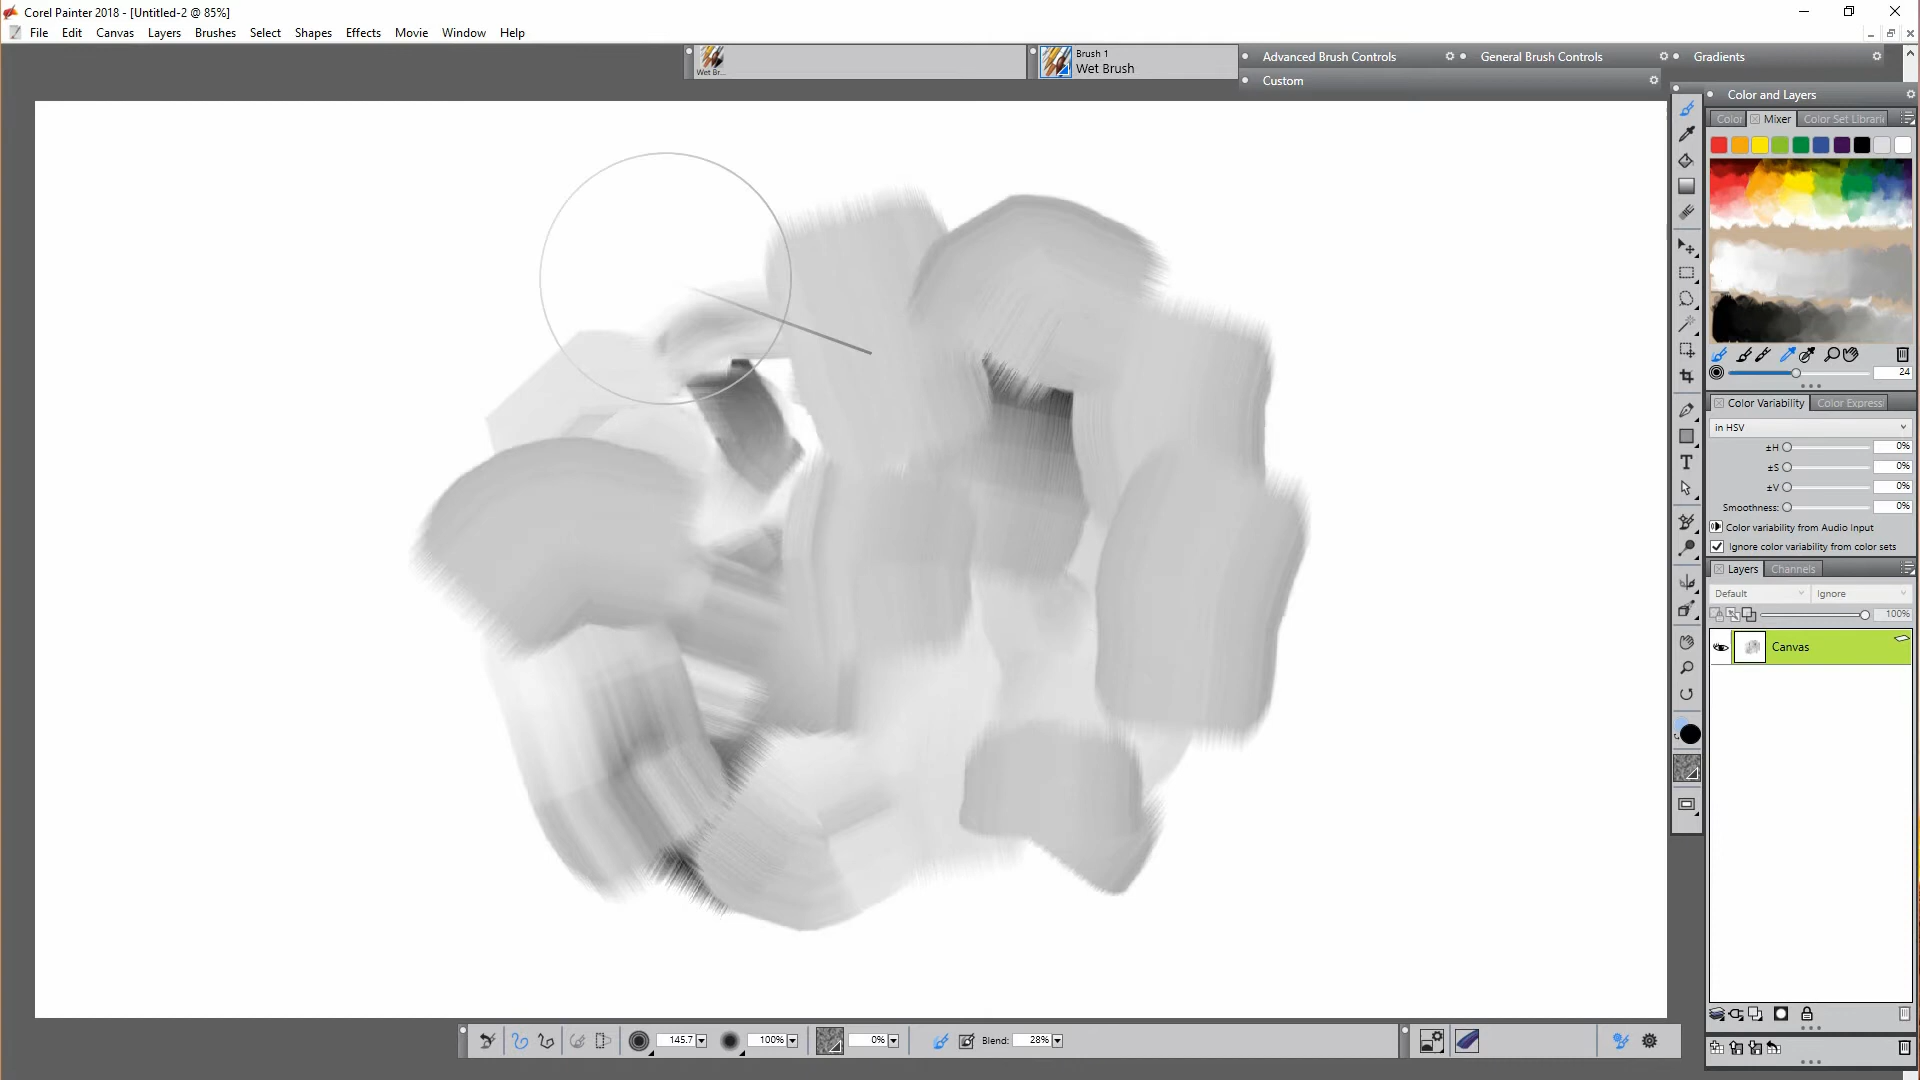 Corel Painter 2018 - [Untitled-2 @ 85%]
File Edit Canvas Layers Brushes Select Shapes Effects Movie Window Help
Wet Br...
Brush 1
Wet Brush
Advanced Brush Controls
General Brush Controls
Gradients
Custom
Color and Layers
Color Mixer Color Set Librari
24
Color Variability Color Express
in HSV
±H 0%
±S 0%
±V 0%
Smoothness: 0%
Color variability from Audio Input
Ignore color variability from color sets
Layers Channels
Default Ignore
100%
Canvas
T
145.7 100% 0% Blend: 28%